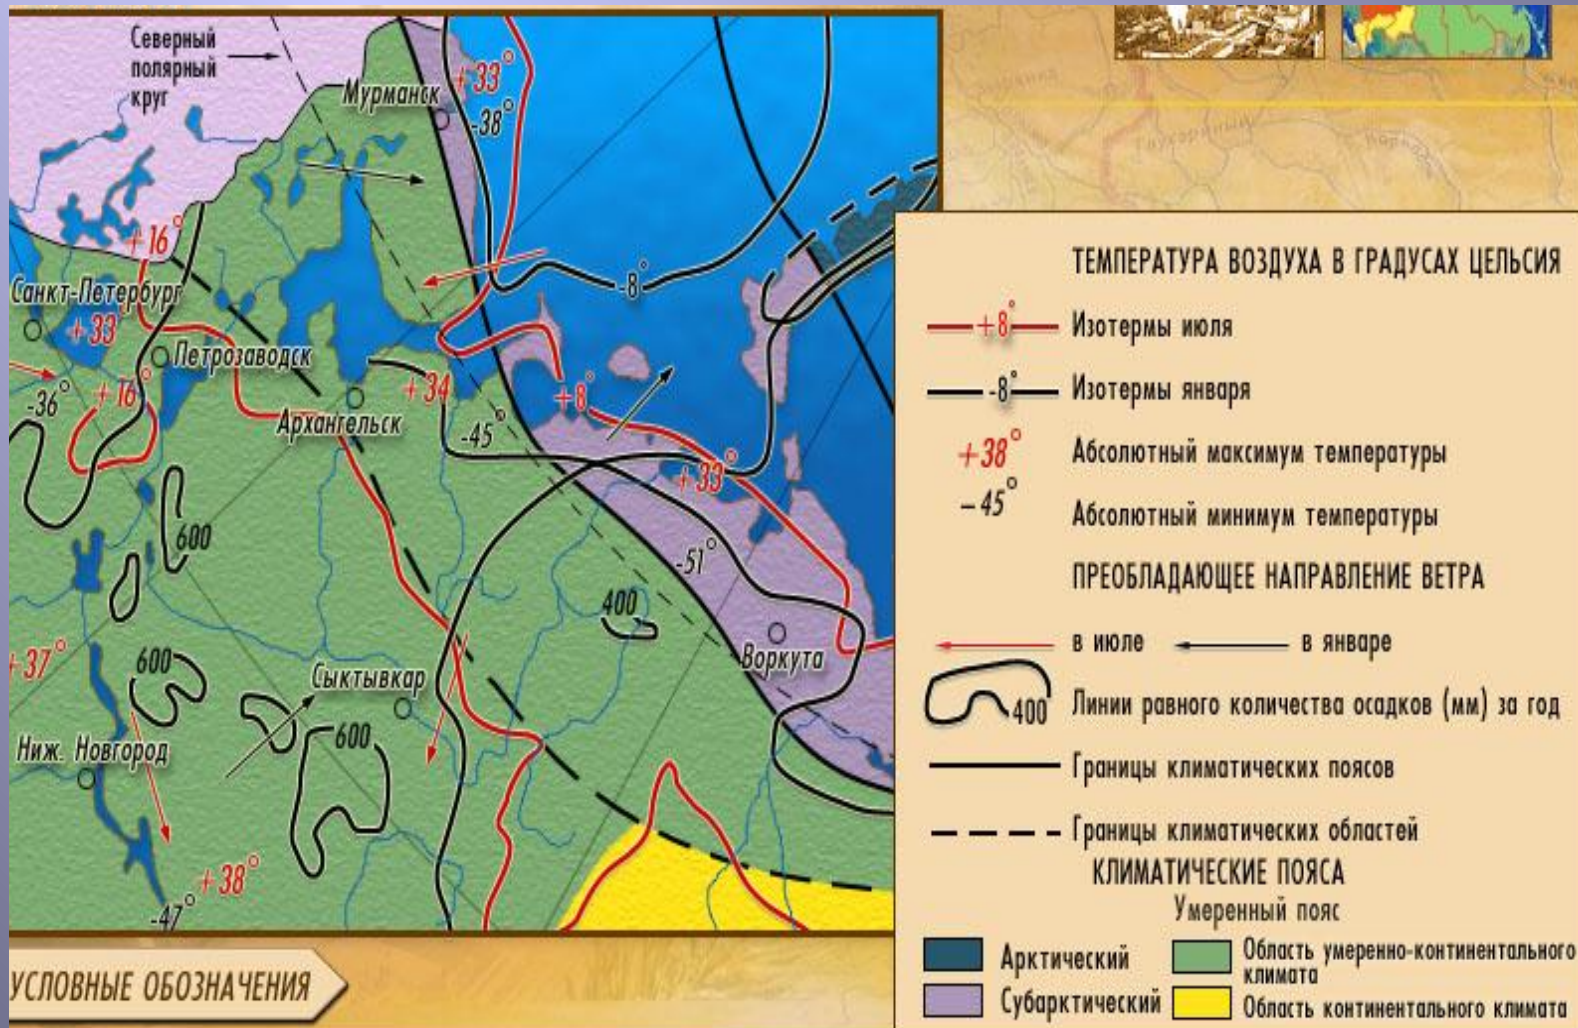 Северный
полярный
круг
Мурманск
+33°
-38°
+16°
Санкт-Петербург
+33°
Петрозаводск
-8°
-36°
+16°
+34
+8°
Архангельск
-45°
+33°
600
-51°
400
+37°
600
Сыктывкар
Воркута
600
Ниж. Новгород
+38°
-47°
УСЛОВНЫЕ ОБОЗНАЧЕНИЯ
ТЕМПЕРАТУРА ВОЗДУХА В ГРАДУСАХ ЦЕЛЬСИЯ
+8° Изотермы июля
-8° Изотермы января
+38° Абсолютный максимум температуры
-45° Абсолютный минимум температуры
ПРЕОБЛАДАЮЩЕЕ НАПРАВЛЕНИЕ ВЕТРА
в июле в январе
400 Линии равного количества осадков (мм) за год
Границы климатических поясов
Границы климатических областей
КЛИМАТИЧЕСКИЕ ПОЯСА
Умеренный пояс
Арктический
Субарктический
Область умеренно-континентального
климата
Область континентального климата